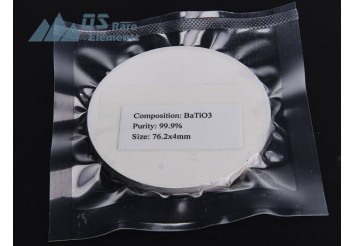 QS
Rare
Elements
Composition: BaTiO3
Purity: 99.9%
Size: 76.2x4mm